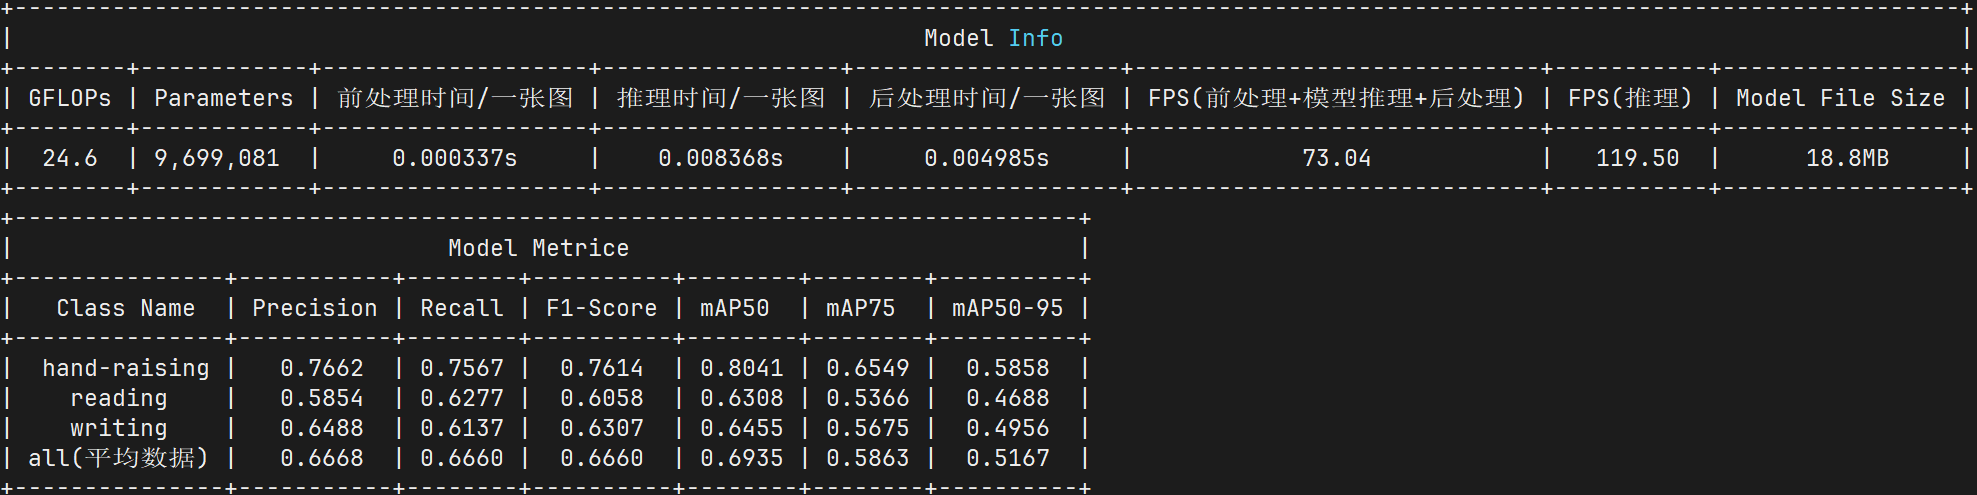 Model Info
| GFLOPs | Parameters | 前处理时间/一张图 | 推理时间/一张图 | 后处理时间/一张图 | FPS(前处理+模型推理+后处理) | FPS(推理) | Model File Size |
| 24.6 | 9,699,081 | 0.000337s | 0.008368s | 0.004985s | 73.04 | 119.50 | 18.8MB |
Model Metrice
| Class Name | Precision | Recall | F1-Score | mAP50 | mAP75 | mAP50-95 |
| hand-raising | 0.7662 | 0.7567 | 0.7614 | 0.8041 | 0.6549 | 0.5858 |
| reading | 0.5854 | 0.6277 | 0.6058 | 0.6308 | 0.5366 | 0.4688 |
| writing | 0.6488 | 0.6137 | 0.6307 | 0.6455 | 0.5675 | 0.4956 |
| all(平均数据) | 0.6668 | 0.6660 | 0.6660 | 0.6935 | 0.5863 | 0.5167 |